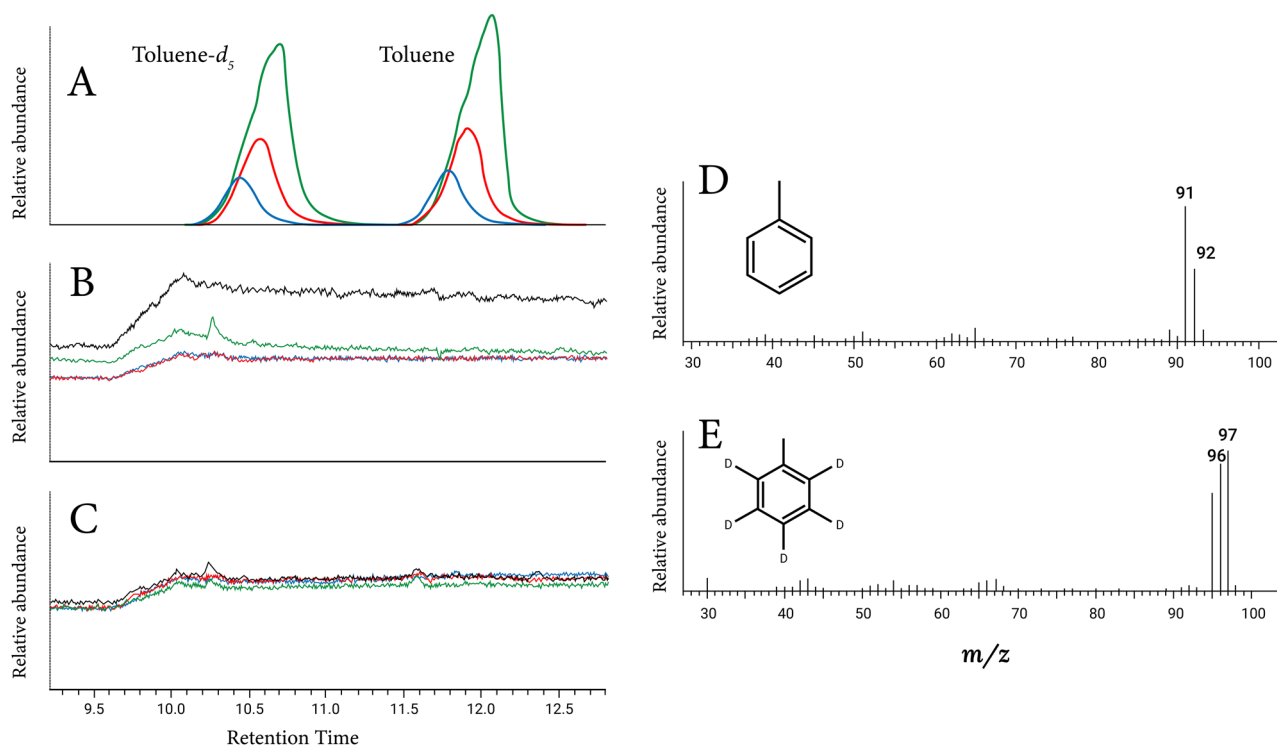 Relative abundance
A
Toluene-d5
Toluene
Relative abundance
B
Relative abundance
C
9.5 10.0 10.5 11.0 11.5 12.0 12.5
Retention Time
Relative abundance
D
91
92
30 40 50 60 70 80 90 100
Relative abundance
E
97
96
D D
D D
D
30 40 50 60 70 80 90 100
m/z